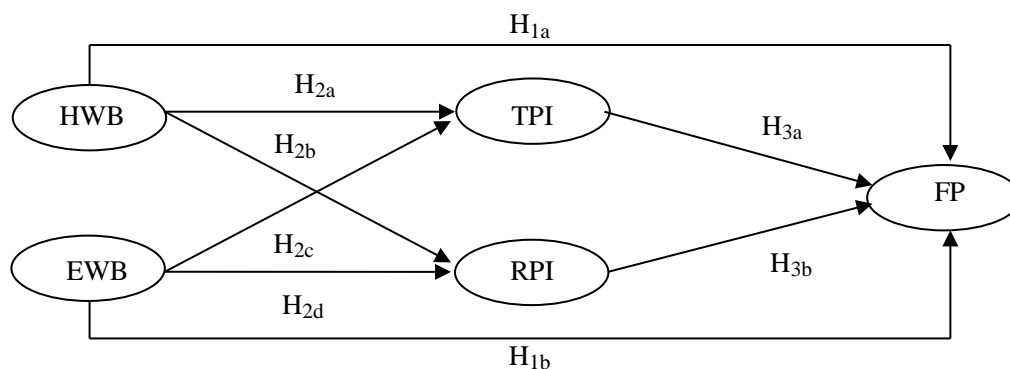 H1a
H2a
HWB
TPI
H2b
H3a
FP
H2c
EWB
RPI
H3b
H2d
H1b